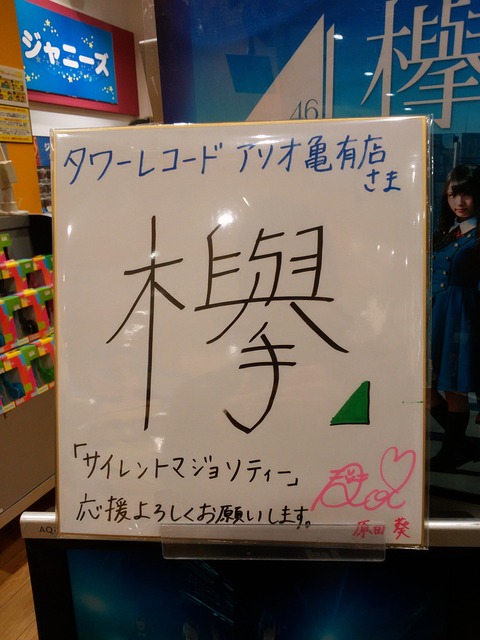 ジャニーズ
46
欅
タワーレコード アリオ亀有店
さま
欅
「サイレントマジョリティー」
応援よろしくお願いします。
原田 葵
AQ